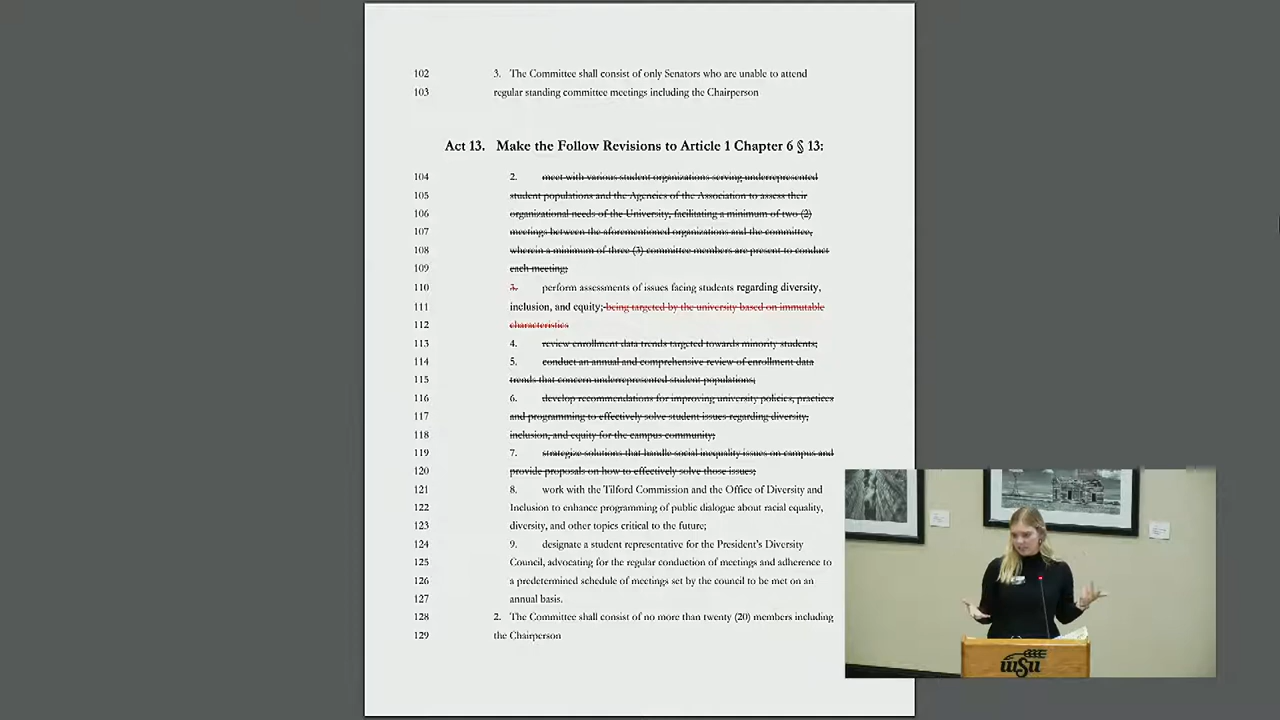 102 3. The Committee shall consist of only Senators who are unable to attend
103 regular standing committee meetings including the Chairperson
Act 13. Make the Follow Revisions to Article 1 Chapter 6 § 13:
104 2. meet with various student organizations serving underrepresented
105 student populations and the Agencies of the Association to assess their
106 organizational needs of the University, facilitating a minimum of two (2)
107 meetings between the aforementioned organizations and the committee,
108 wherein a minimum of three (3) committee members are present to conduct
109 each meeting;
110 3. perform assessments of issues facing students regarding diversity,
111 inclusion, and equity; being targeted by the university based on immutable
112 characteristics
113 4. review enrollment data trends targeted towards minority students;
114 5. conduct an annual and comprehensive review of enrollment data
115 trends that concern underrepresented student populations;
116 6. develop recommendations for improving university policies, practices
117 and programming to effectively solve student issues regarding diversity,
118 inclusion, and equity for the campus community;
119 7. strategize solutions that handle social inequality issues on campus and
120 provide proposals on how to effectively solve those issues;
121 8. work with the Tilford Commission and the Office of Diversity and
122 Inclusion to enhance programming of public dialogue about racial equality,
123 diversity, and other topics critical to the future;
124 9. designate a student representative for the President's Diversity
125 Council, advocating for the regular conduction of meetings and adherence to
126 a predetermined schedule of meetings set by the council to be met on an
127 annual basis.
128 2. The Committee shall consist of no more than twenty (20) members including
129 the Chairperson
wsu